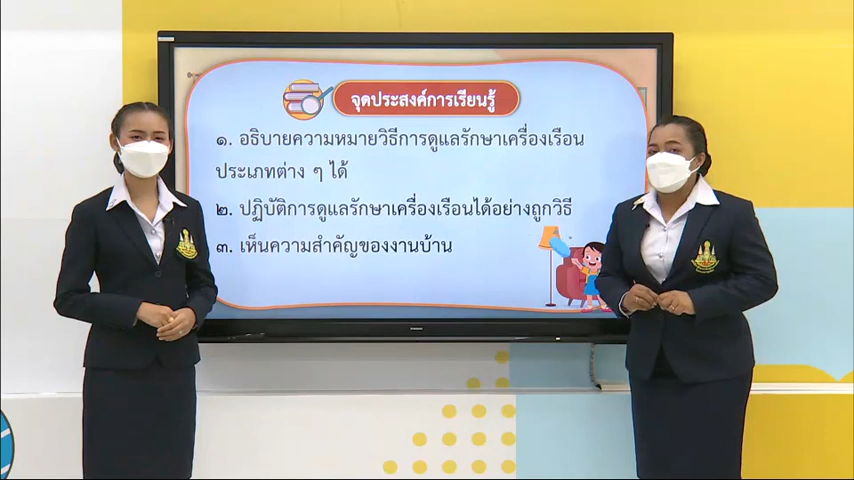 จุดประสงค์การเรียนรู้
๑. อธิบายความหมายวิธีการดูแลรักษาเครื่องเรือน
ประเภทต่าง ๆ ได้
๒. ปฏิบัติการดูแลรักษาเครื่องเรือนได้อย่างถูกวิธี
๓. เห็นความสำคัญของงานบ้าน